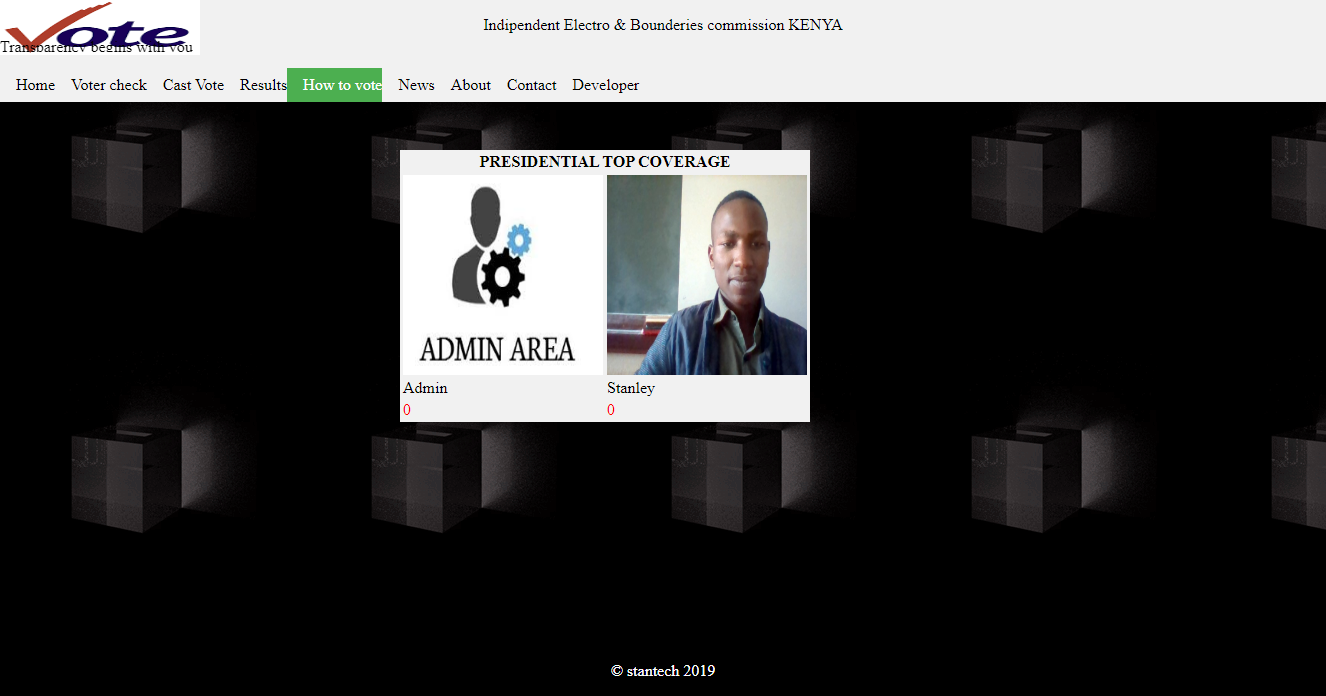 Vote
Indipendent Electro & Bounderies commission KENYA
Transparency begins with you
Home Voter check Cast Vote Results How to vote News About Contact Developer
PRESIDENTIAL TOP COVERAGE
ADMIN AREA
Admin Stanley
0 0
© stantech 2019